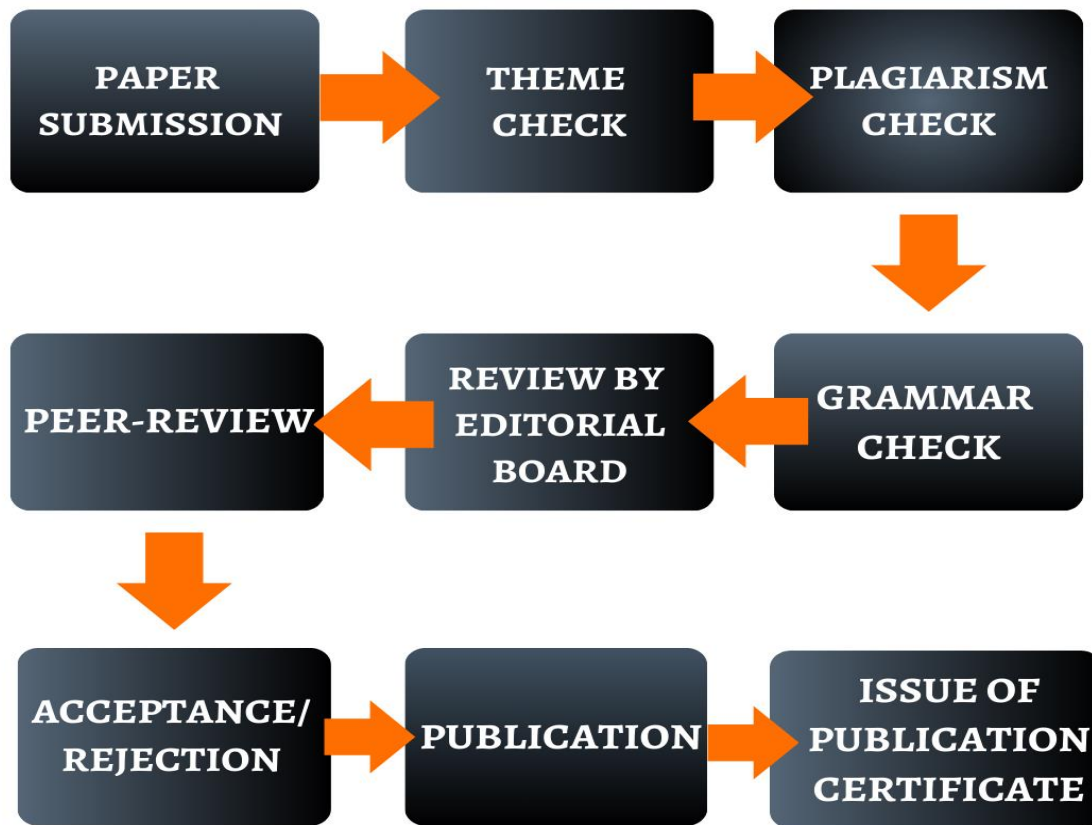 PAPER
SUBMISSION
THEME
CHECK
PLAGIARISM
CHECK
GRAMMAR
CHECK
REVIEW BY
EDITORIAL
BOARD
PEER-REVIEW
ACCEPTANCE/
REJECTION
PUBLICATION
ISSUE OF
PUBLICATION
CERTIFICATE